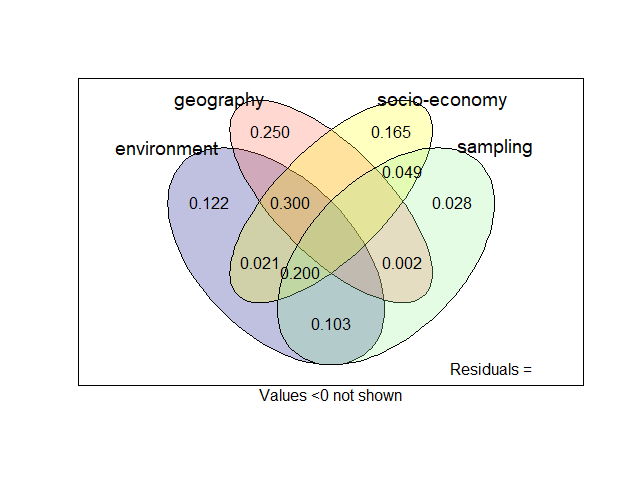 geography socio-economy
0.250 0.165
environment sampling
0.049
0.122 0.300 0.028
0.021 0.002
0.200
0.103
Residuals =
Values <0 not shown